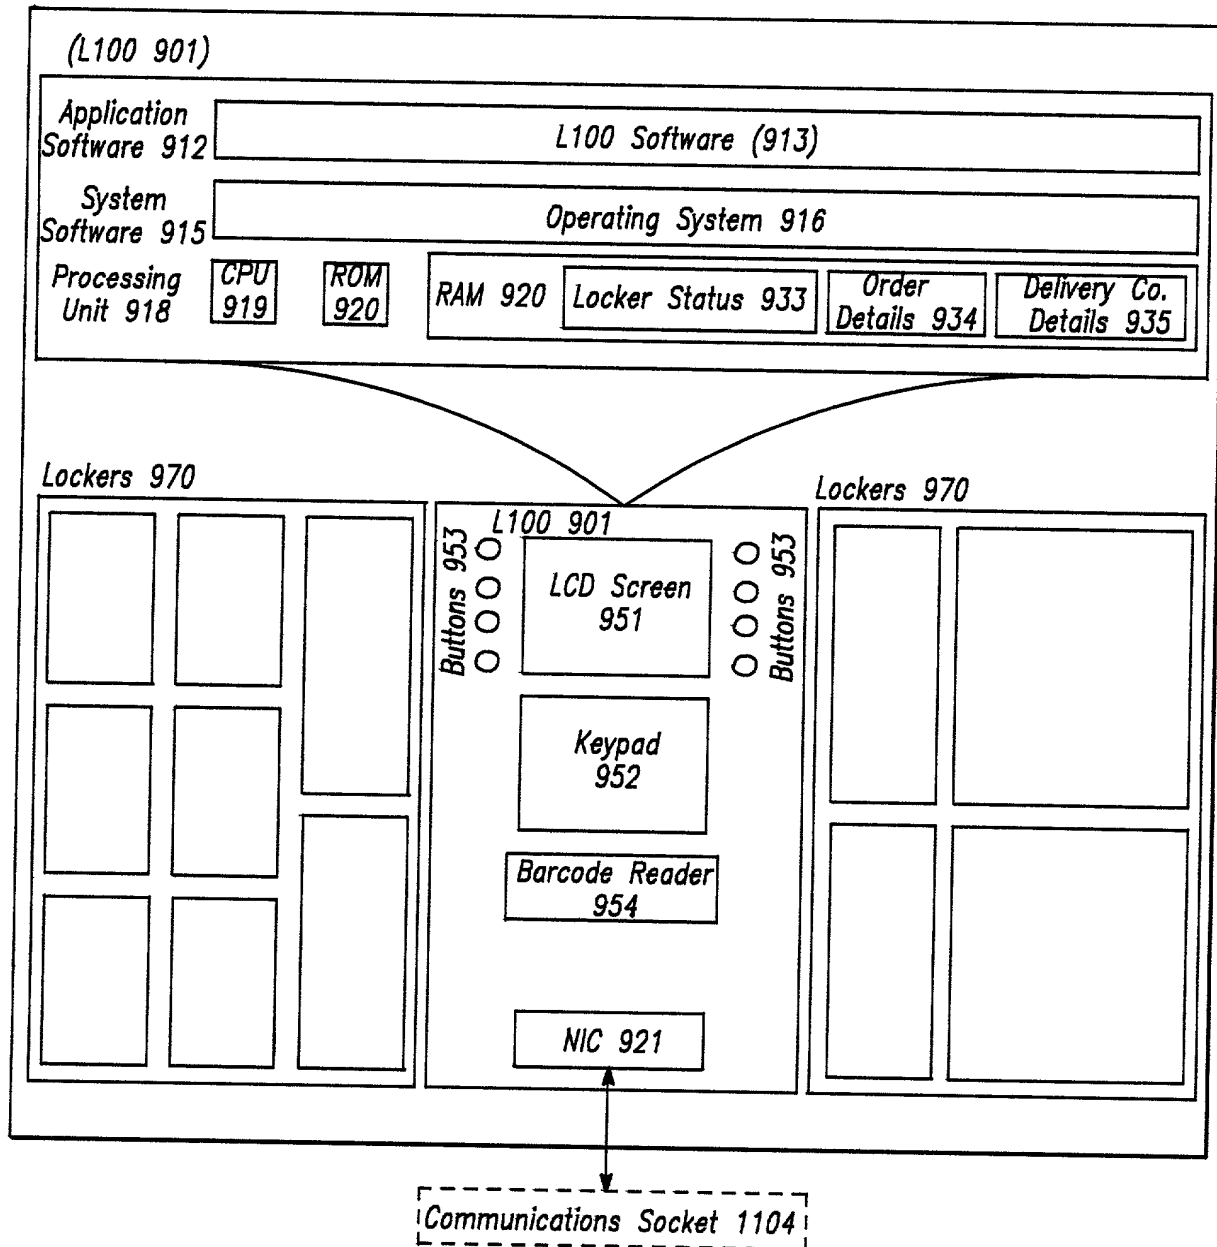 (L100 901)
Application
Software 912
L100 Software (913)
System
Software 915
Operating System 916
Processing
Unit 918
CPU
919
ROM
920
RAM 920
Locker Status 933
Order
Details 934
Delivery Co.
Details 935
Lockers 970
Lockers 970
L100 901
Buttons 953
LCD Screen
951
Buttons 953
Keypad
952
Barcode Reader
954
NIC 921
Communications Socket 1104